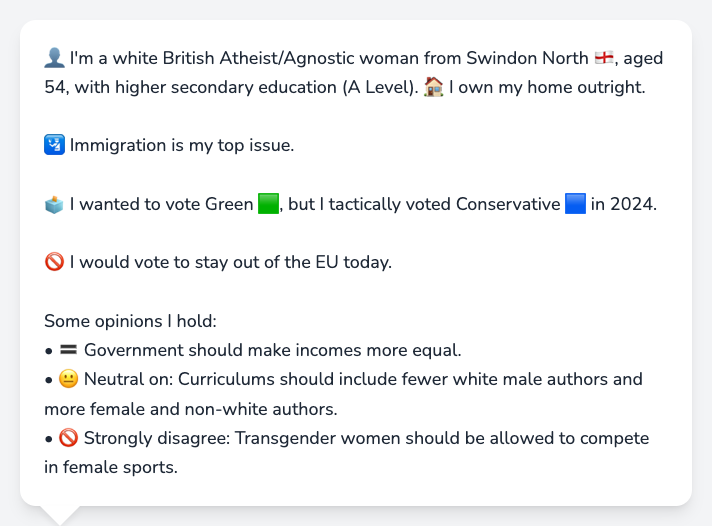 👤 I'm a white British Atheist/Agnostic woman from Swindon North 🏴󠁧󠁢󠁥󠁮󠁧󠁿, aged
54, with higher secondary education (A Level). 🏠 I own my home outright.
🛂 Immigration is my top issue.
🗳️ I wanted to vote Green 🟩, but I tactically voted Conservative 🟦 in 2024.
🚫 I would vote to stay out of the EU today.
Some opinions I hold:
• 🟰 Government should make incomes more equal.
• 😐 Neutral on: Curriculums should include fewer white male authors and
more female and non-white authors.
• 🚫 Strongly disagree: Transgender women should be allowed to compete
in female sports.